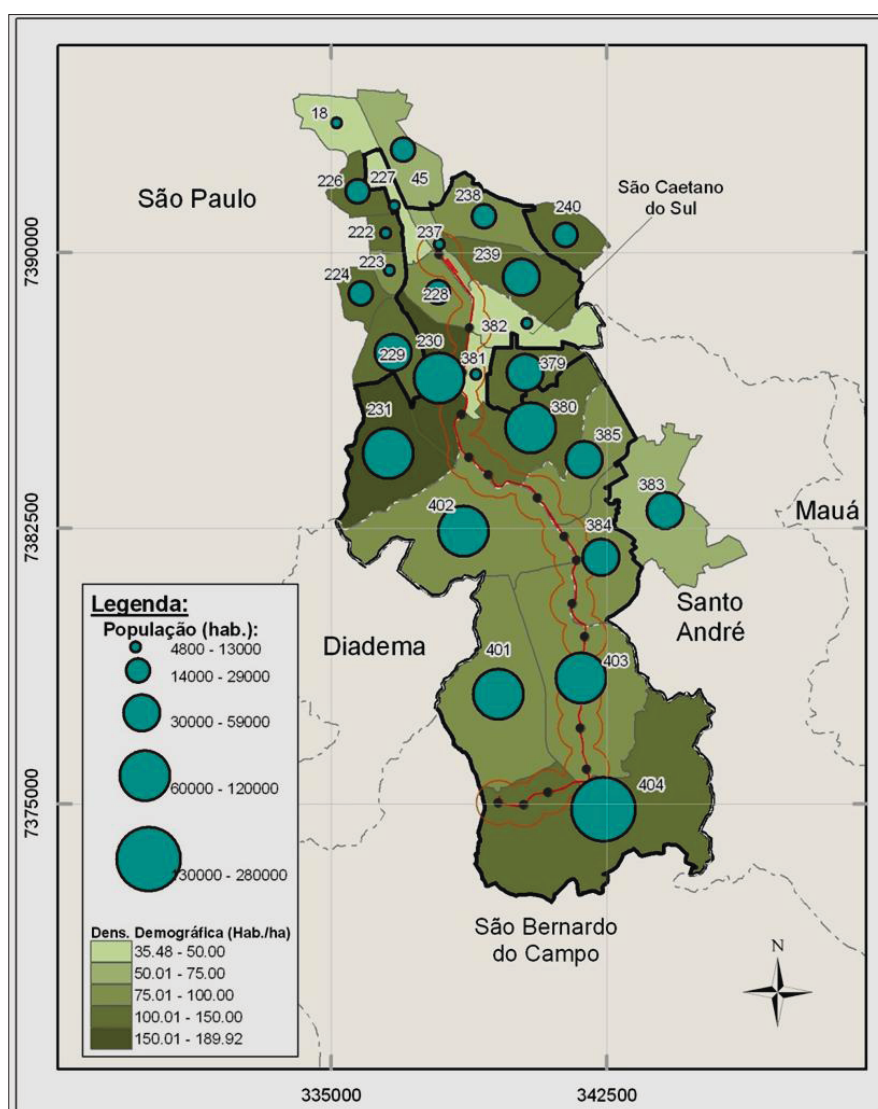 18
45
227
226
São Paulo
238
São Caetano
do Sul
240
222
237
239
223
224
228
382
230
381
229
379
231
380
385
383
402
Mauá
384
Santo
André
Diadema
401
403
404
São Bernardo
do Campo
N
Legenda:
População (hab.):
4800 - 13000
14000 - 29000
30000 - 59000
60000 - 120000
130000 - 280000
Dens. Demográfica (Hab./ha)
35.48 - 50.00
50.01 - 75.00
75.01 - 100.00
100.01 - 150.00
150.01 - 189.92
7390000
7382500
7375000
335000
342500